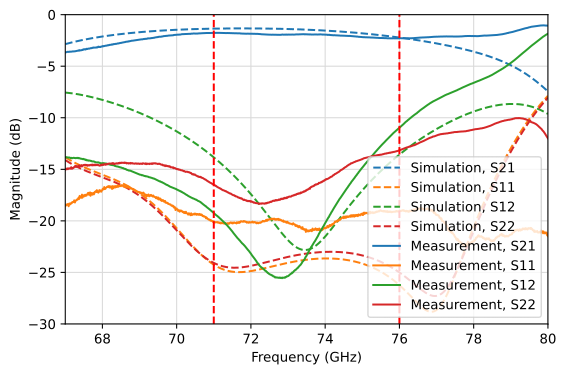 0
−5
−10
−15
−20
−25
−30
Magnitude (dB)
Simulation, S21
Simulation, S11
Simulation, S12
Simulation, S22
Measurement, S21
Measurement, S11
Measurement, S12
Measurement, S22
68 70 72 74 76 78 80
Frequency (GHz)